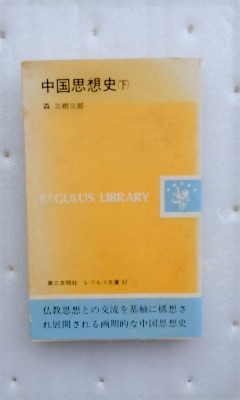 中国思想史㊦
森 三樹三郎
REGULUS LIBRARY
第三文明社 レグルス文庫 97
仏教思想との交流を基軸に構想さ
れ展開される画期的な中国思想史